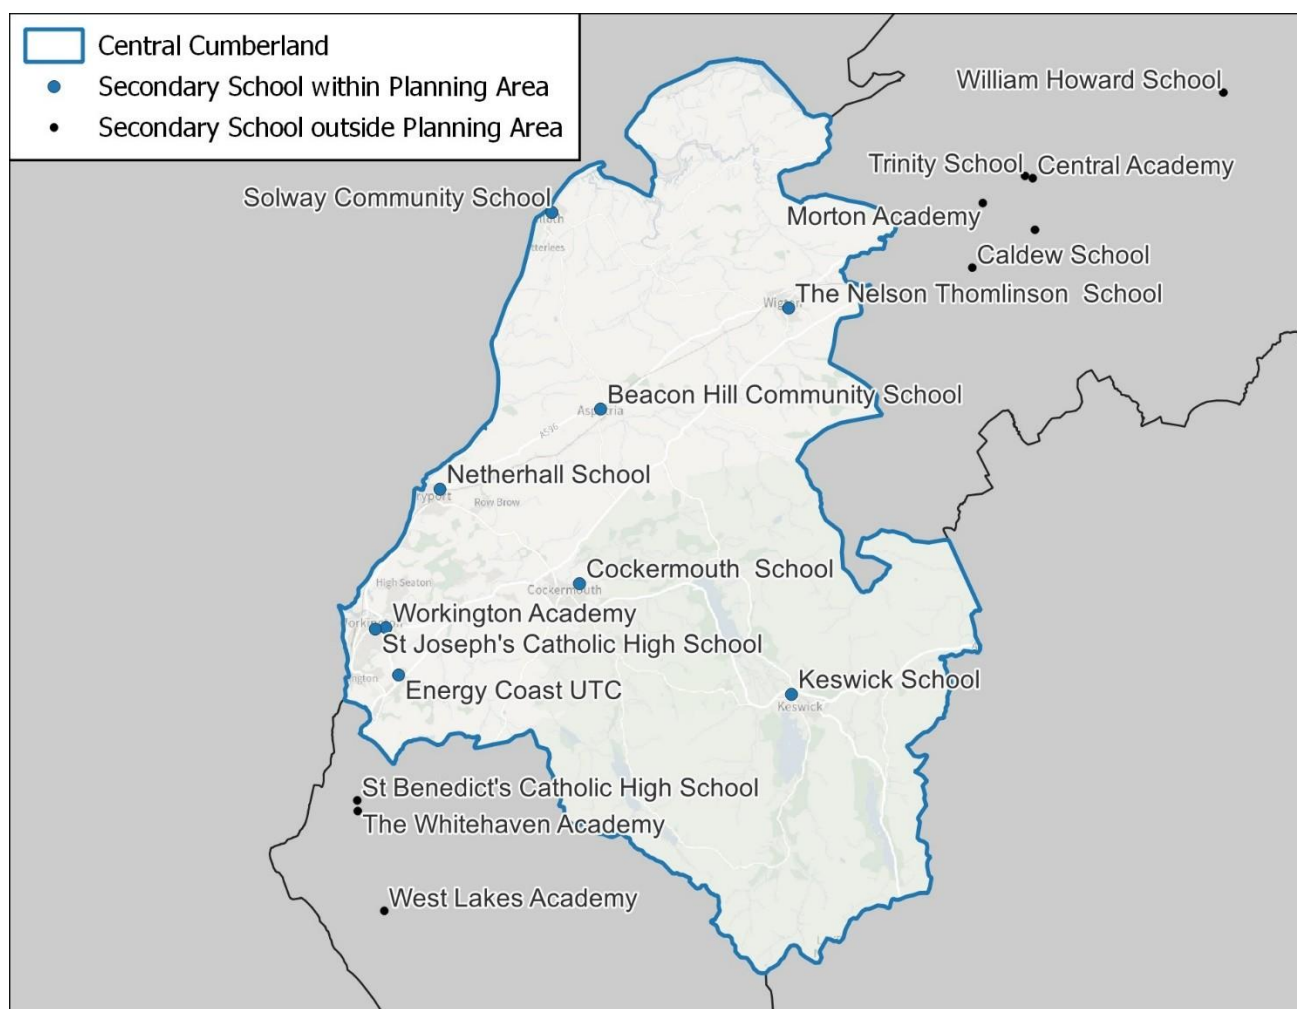 Central Cumberland
Secondary School within Planning Area
Secondary School outside Planning Area
William Howard School
Trinity School
Central Academy
Solway Community School
Morton Academy
Caldew School
The Nelson Thomlinson  School
Wigton
Beacon Hill Community School
Aspatria
A596
Netherhall School
Row Brow
Cockermouth  School
High Seaton
Cockermouth
Workington Academy
St Joseph's Catholic High School
Energy Coast UTC
Keswick School
Keswick
St Benedict's Catholic High School
The Whitehaven Academy
West Lakes Academy